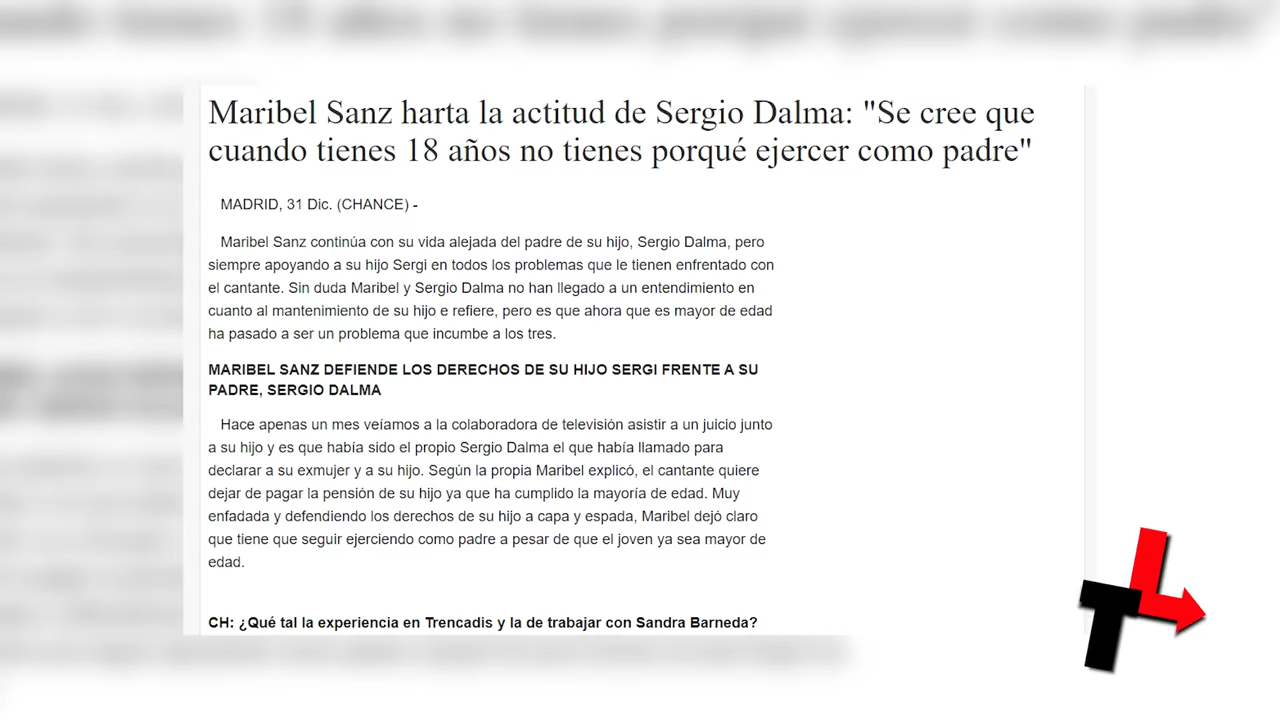 Maribel Sanz harta la actitud de Sergio Dalma: "Se cree que
cuando tienes 18 años no tienes porqué ejercer como padre"
MADRID, 31 Dic. (CHANCE) -
Maribel Sanz continúa con su vida alejada del padre de su hijo, Sergio Dalma, pero
siempre apoyando a su hijo Sergi en todos los problemas que le tienen enfrentado con
el cantante. Sin duda Maribel y Sergio Dalma no han llegado a un entendimiento en
cuanto al mantenimiento de su hijo e refiere, pero es que ahora que es mayor de edad
ha pasado a ser un problema que incumbe a los tres.
MARIBEL SANZ DEFIENDE LOS DERECHOS DE SU HIJO SERGI FRENTE A SU
PADRE, SERGIO DALMA
Hace apenas un mes veíamos a la colaboradora de televisión asistir a un juicio junto
a su hijo y es que había sido el propio Sergio Dalma el que había llamado para
declarar a su exmujer y a su hijo. Según la propia Maribel explicó, el cantante quiere
dejar de pagar la pensión de su hijo ya que ha cumplido la mayoría de edad. Muy
enfadada y defendiendo los derechos de su hijo a capa y espada, Maribel dejó claro
que tiene que seguir ejerciendo como padre a pesar de que el joven ya sea mayor de
edad.
CH: ¿Qué tal la experiencia en Trencadis y la de trabajar con Sandra Barneda?
TL